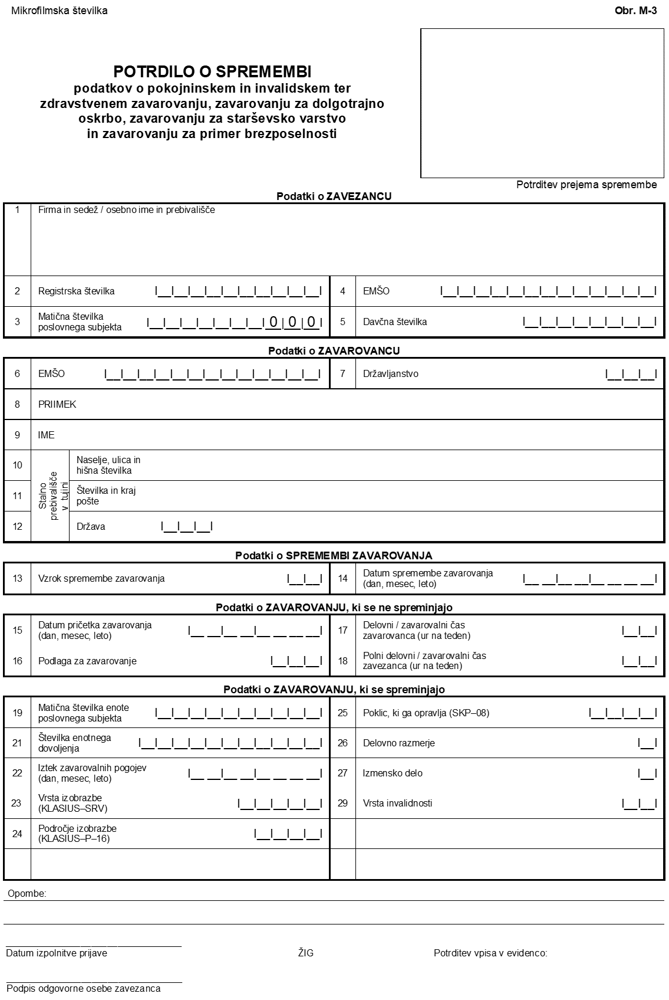 Mikrofilmska številka
Obr. M-3
POTRDILO O SPREMEMBI
podatkov o pokojninskem in invalidskem ter
zdravstvenem zavarovanju, zavarovanju za dolgotrajno
oskrbo, zavarovanju za starševsko varstvo
in zavarovanju za primer brezposelnosti
Potrditev prejema spremembe
Podatki o ZAVEZANCU
1 Firma in sedež / osebno ime in prebivališče
2 Registrska številka
4 EMŠO
3 Matična številka
poslovnega subjekta
0 0 0
5 Davčna številka
Podatki o ZAVAROVANCU
6 EMŠO
7 Državljanstvo
8 PRIIMEK
9 IME
Stalno
prebivališče
v tujini
10 Naselje, ulica in
hišna številka
11 Številka in kraj
pošte
12 Država
Podatki o SPREMEMBI ZAVAROVANJA
13 Vzrok spremembe zavarovanja
14 Datum spremembe zavarovanja
(dan, mesec, leto)
Podatki o ZAVAROVANJU, ki se ne spreminjajo
15 Datum pričetka zavarovanja
(dan, mesec, leto)
17 Delovni / zavarovalni čas
zavarovanca (ur na teden)
16 Podlaga za zavarovanje
18 Polni delovni / zavarovalni čas
zavezanca (ur na teden)
Podatki o ZAVAROVANJU, ki se spreminjajo
19 Matična številka enote
poslovnega subjekta
25 Poklic, ki ga opravlja (SKP–08)
21 Številka enotnega
dovoljenja
26 Delovno razmerje
22 Iztek zavarovalnih pogojev
(dan, mesec, leto)
27 Izmensko delo
23 Vrsta izobrazbe
(KLASIUS–SRV)
29 Vrsta invalidnosti
24 Področje izobrazbe
(KLASIUS–P–16)
Opombe:
Datum izpolnitve prijave
ŽIG
Potrditev vpisa v evidenco:
Podpis odgovorne osebe zavezanca